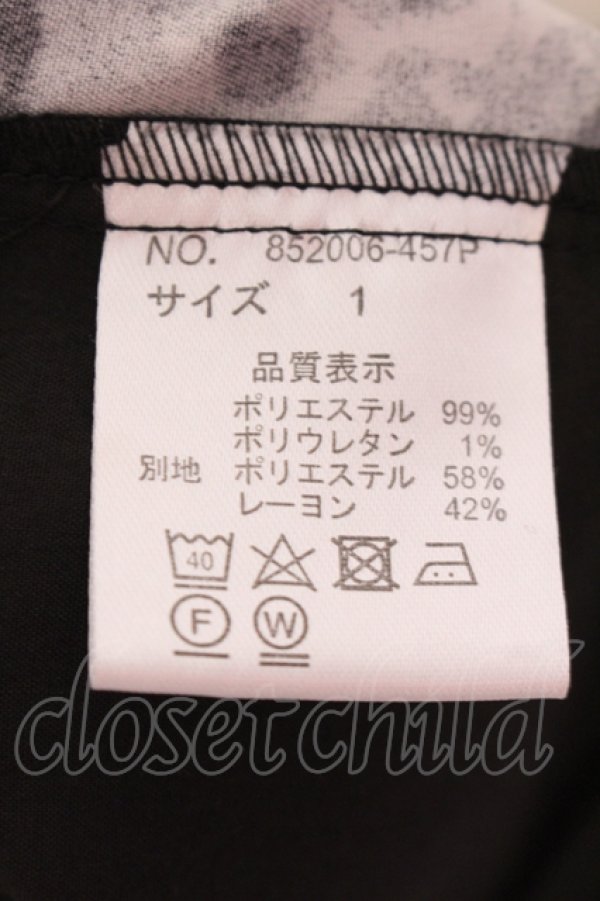 NO. 852006-457P
サイズ 1
品質表示
ポリエステル 99%
ポリウレタン 1%
別地 ポリエステル 58%
レーヨン 42%
40
F W
closetchild